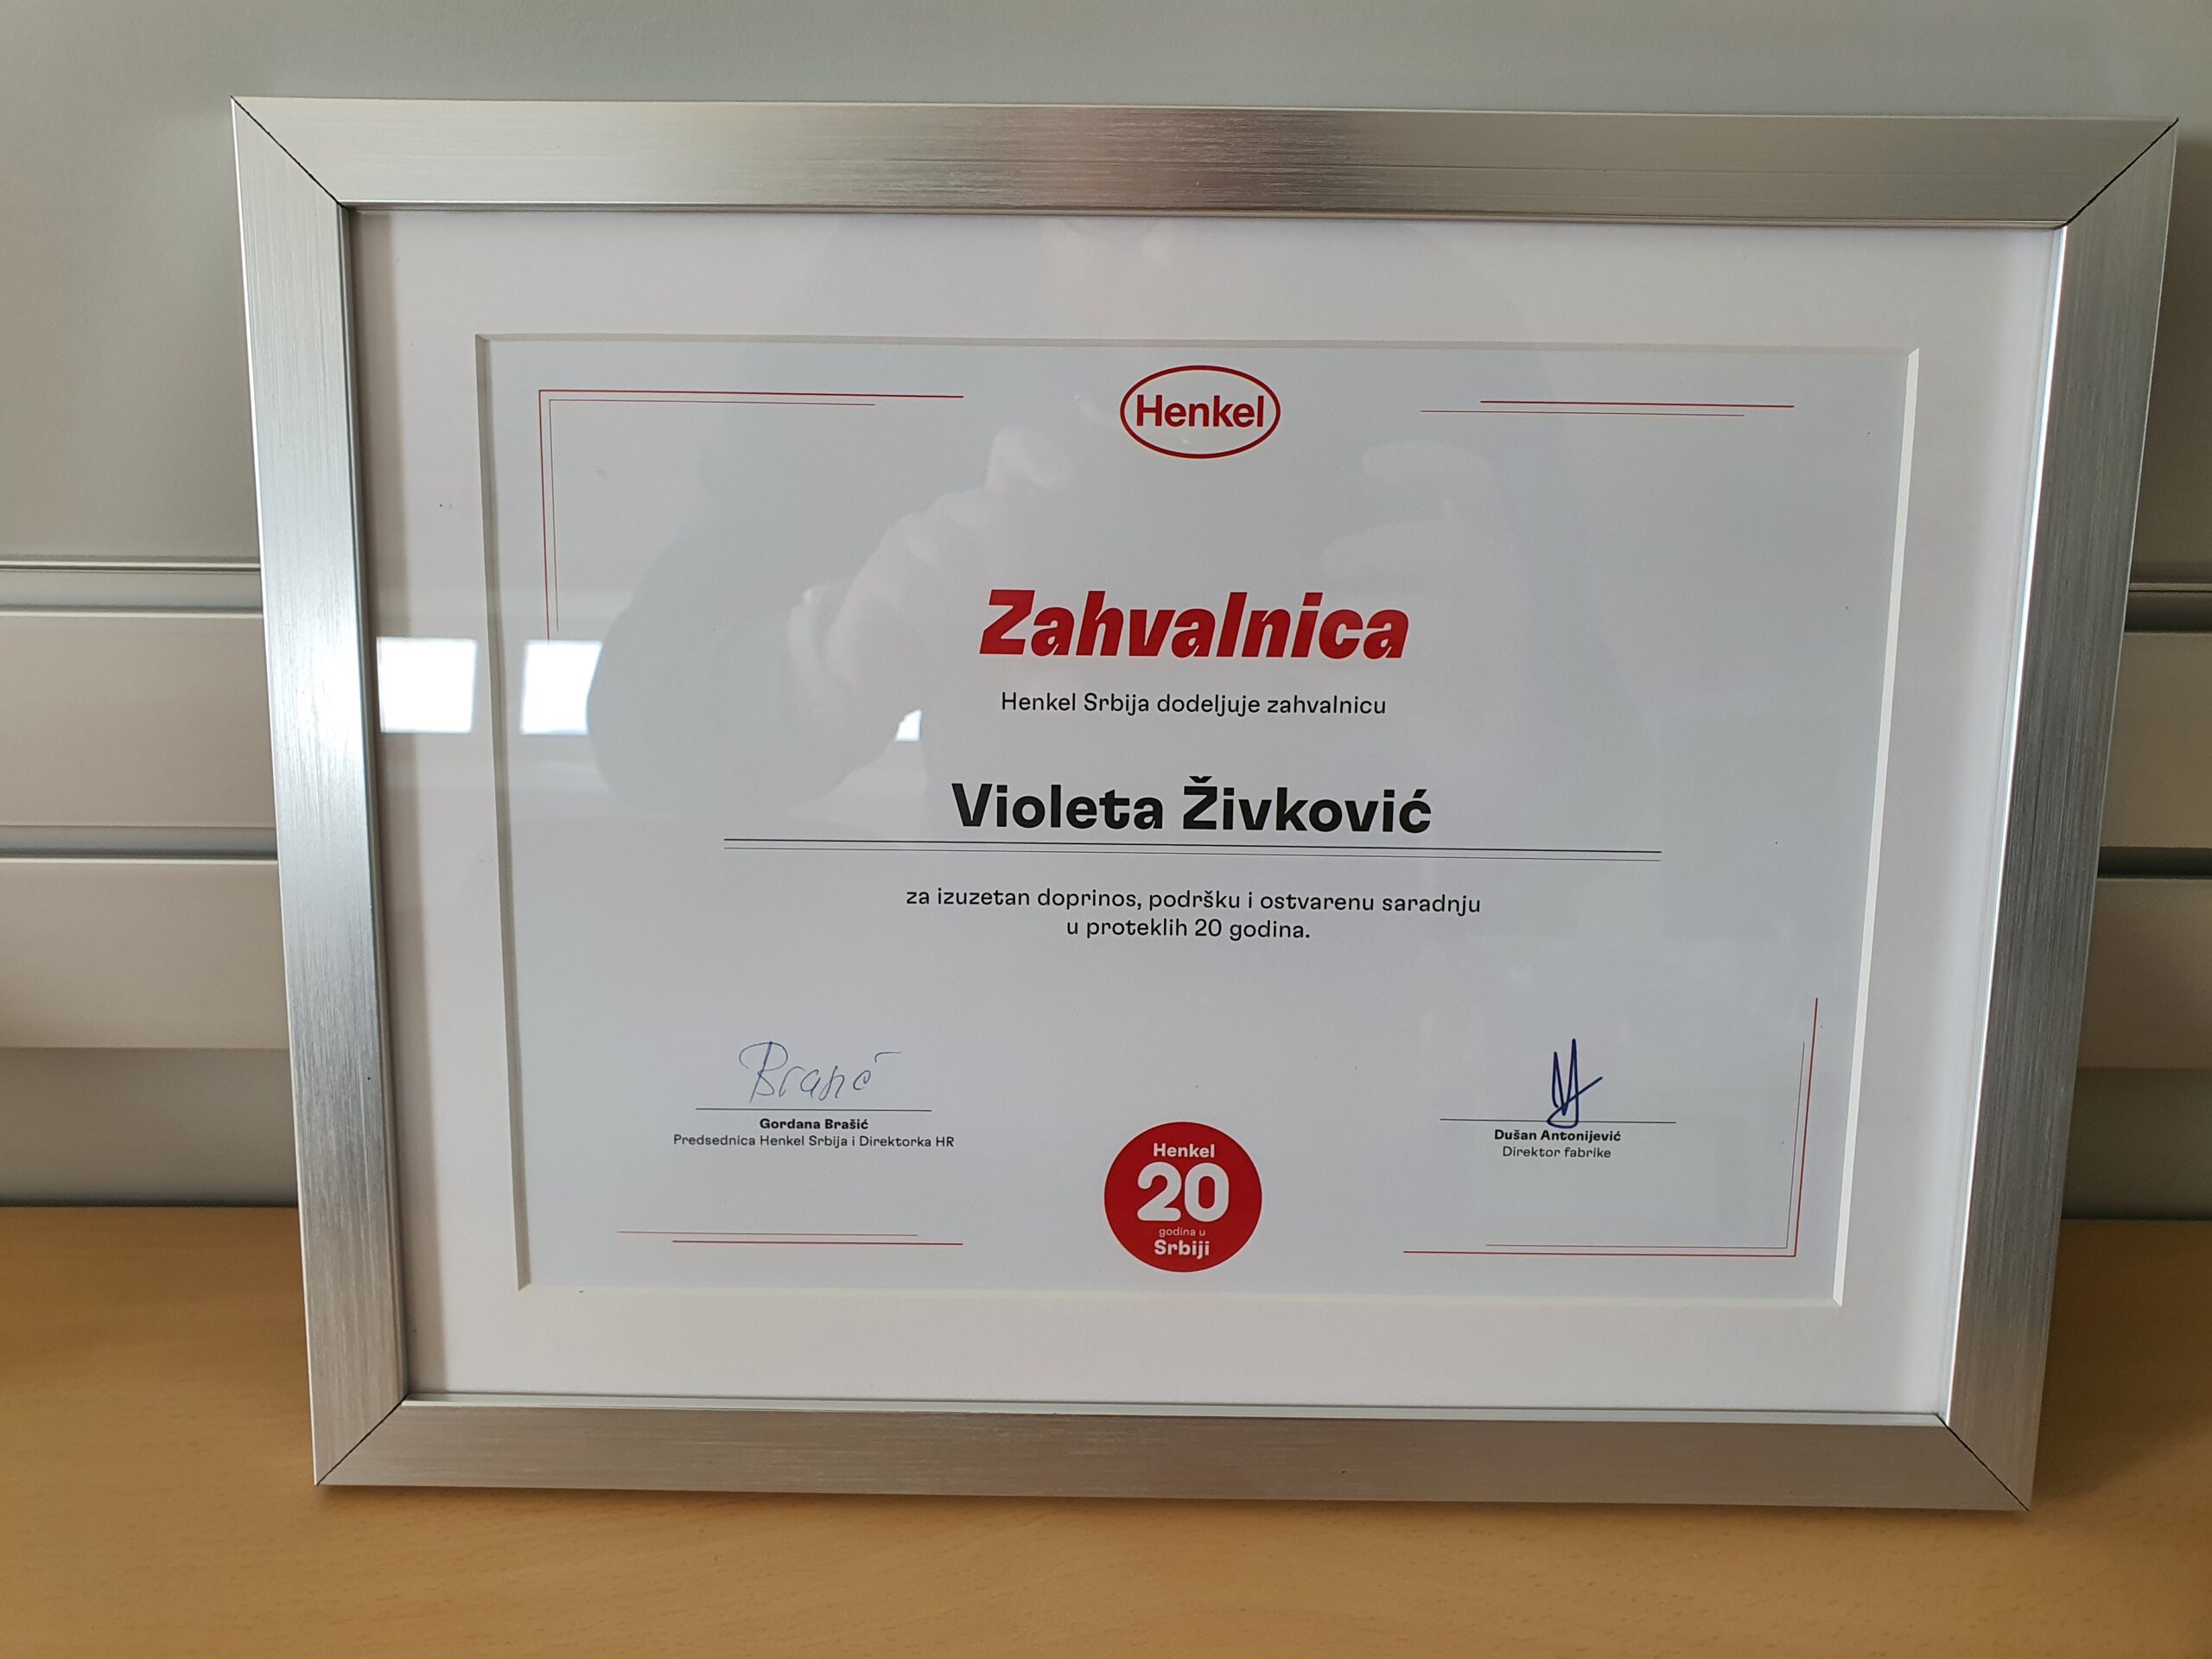 Henkel
Zahvalnica
Henkel Srbija dodeljuje zahvalnicu
Violeta Živković
za izuzetan doprinos, podršku i ostvarenu saradnju
u proteklih 20 godina.
Gordana Brašić
Predsednica Henkel Srbija i Direktorka HR
Dušan Antonijević
Direktor fabrike
Henkel
20
godina u
Srbiji